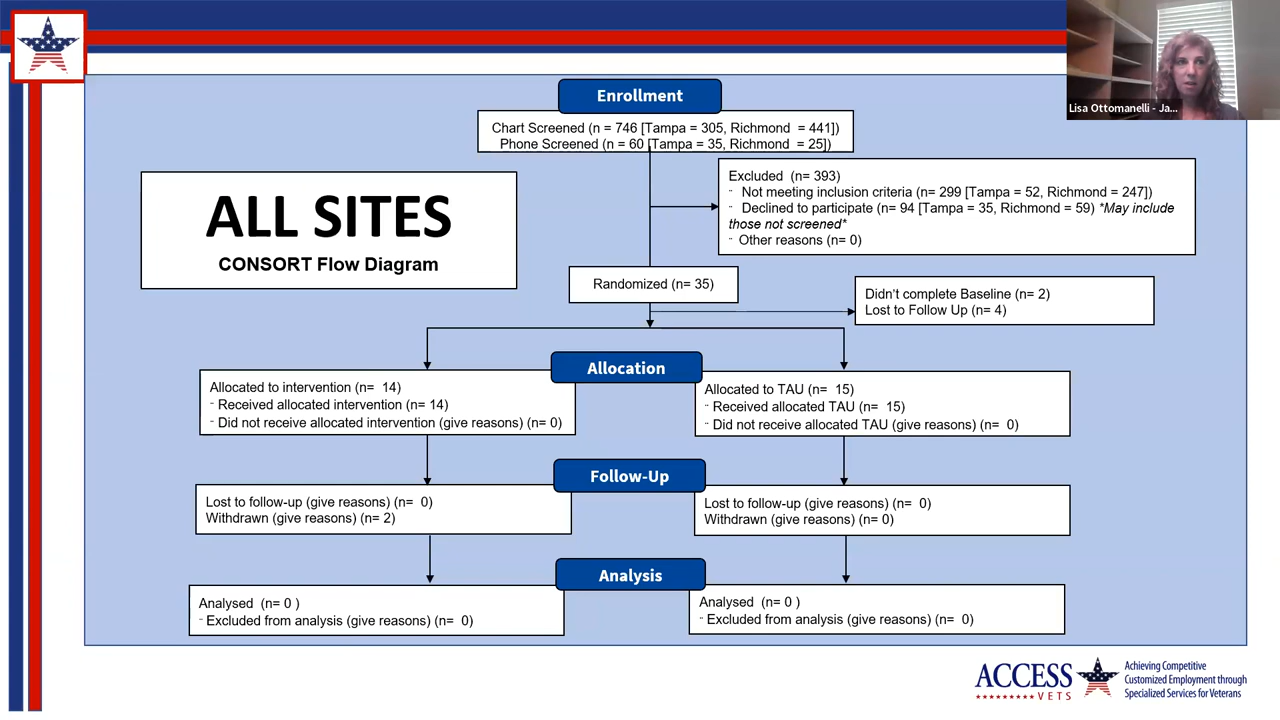 Lisa Ottomanelli - Ja...
Enrollment
Chart Screened (n = 746 [Tampa = 305, Richmond = 441])
Phone Screened (n = 60 [Tampa = 35, Richmond = 25])
Excluded (n= 393)
- Not meeting inclusion criteria (n= 299 [Tampa = 52, Richmond = 247])
- Declined to participate (n= 94 [Tampa = 35, Richmond = 59) *May include
those not screened*
- Other reasons (n= 0)
ALL SITES
CONSORT Flow Diagram
Randomized (n= 35)
Didn't complete Baseline (n= 2)
Lost to Follow Up (n= 4)
Allocation
Allocated to intervention (n= 14)
- Received allocated intervention (n= 14)
- Did not receive allocated intervention (give reasons) (n= 0)
Allocated to TAU (n= 15)
- Received allocated TAU (n= 15)
- Did not receive allocated TAU (give reasons) (n= 0)
Follow-Up
Lost to follow-up (give reasons) (n= 0)
Withdrawn (give reasons) (n= 2)
Lost to follow-up (give reasons) (n= 0)
Withdrawn (give reasons) (n= 0)
Analysis
Analysed (n= 0 )
- Excluded from analysis (give reasons) (n= 0)
Analysed (n= 0 )
- Excluded from analysis (give reasons) (n= 0)
ACCESS
VETS
Achieving Competitive
Customized Employment through
Specialized Services for Veterans